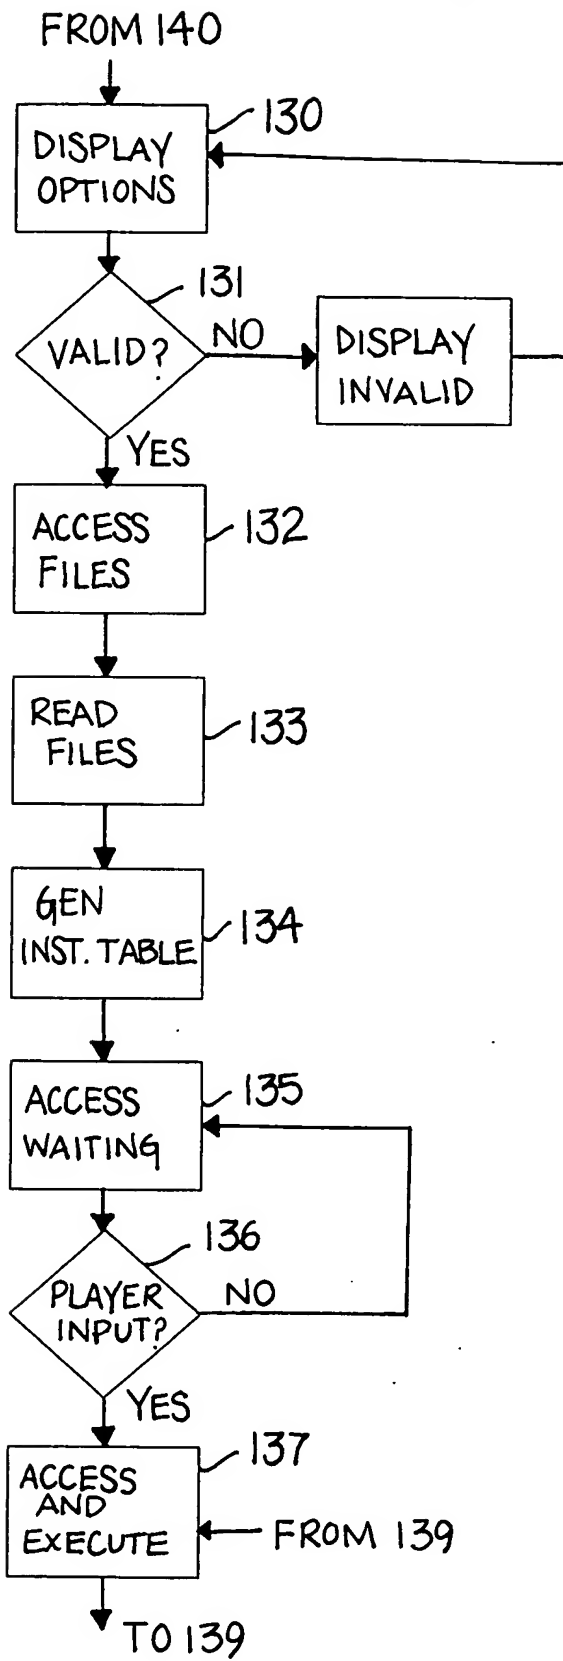 FROM 140
130
DISPLAY
OPTIONS
131
VALID?
NO
DISPLAY
INVALID
YES
ACCESS
FILES
132
READ
FILES
133
GEN
INST. TABLE
134
ACCESS
WAITING
135
136
PLAYER
INPUT?
NO
YES
137
ACCESS
AND
EXECUTE
FROM 139
TO 139